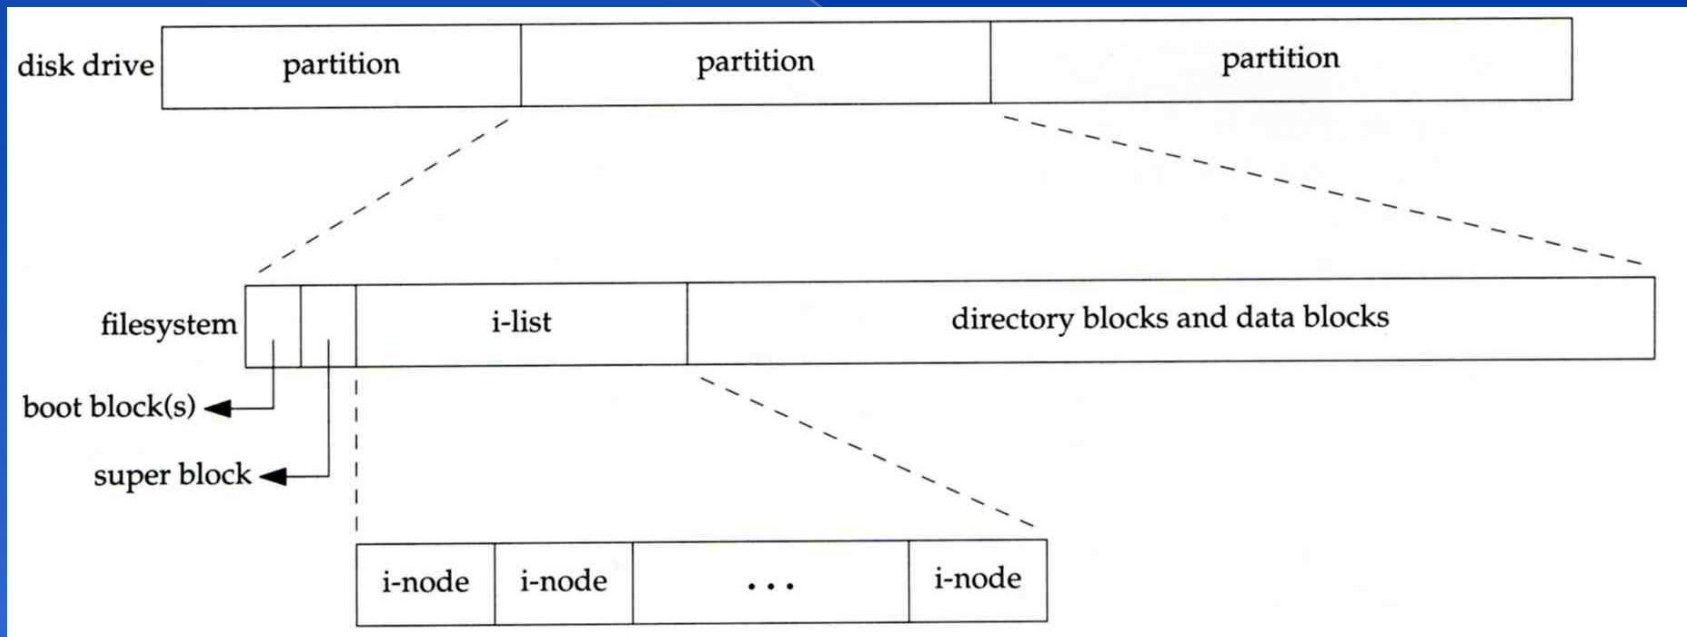 disk drive partition partition partition
filesystem i-list directory blocks and data blocks
boot block(s)
super block
i-node i-node ... i-node